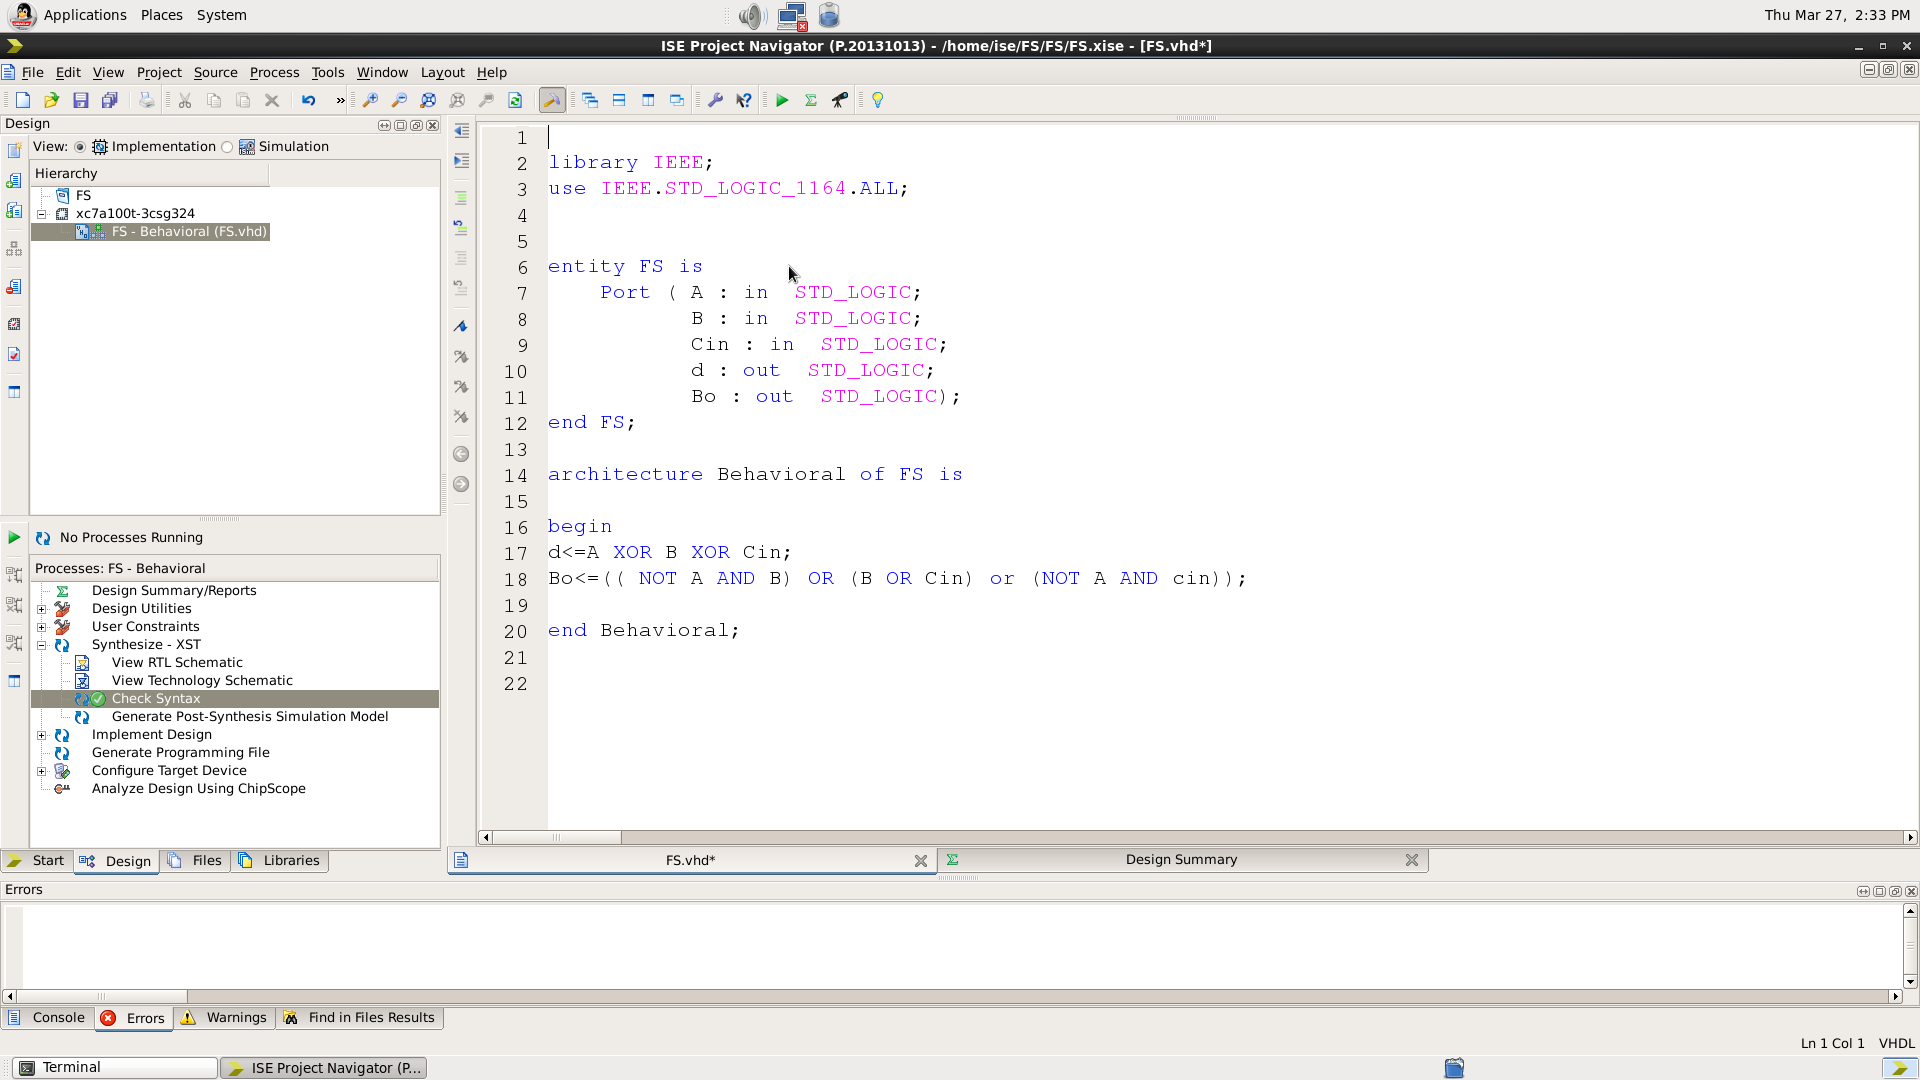 Applications Places System
Thu Mar 27, 2:33 PM
ISE Project Navigator (P.20131013) - /home/ise/FS/FS/FS.xise - [FS.vhd*]
File Edit View Project Source Process Tools Window Layout Help
»
Design
View: Implementation Simulation
Hierarchy
FS
xc7a100t-3csg324
FS - Behavioral (FS.vhd)
No Processes Running
Processes: FS - Behavioral
Design Summary/Reports
Design Utilities
User Constraints
Synthesize - XST
View RTL Schematic
View Technology Schematic
Check Syntax
Generate Post-Synthesis Simulation Model
Implement Design
Generate Programming File
Configure Target Device
Analyze Design Using ChipScope
Start Design Files Libraries
1
2 library IEEE;
3 use IEEE.STD_LOGIC_1164.ALL;
4
5
6 entity FS is
7     Port ( A : in  STD_LOGIC;
8            B : in  STD_LOGIC;
9            Cin : in  STD_LOGIC;
10            d : out  STD_LOGIC;
11            Bo : out  STD_LOGIC);
12 end FS;
13
14 architecture Behavioral of FS is
15
16 begin
17 d<=A XOR B XOR Cin;
18 Bo<=(( NOT A AND B) OR (B OR Cin) or (NOT A AND cin));
19
20 end Behavioral;
21
22
FS.vhd* Design Summary
Errors
Console Errors Warnings Find in Files Results
Ln 1 Col 1 VHDL
Terminal ISE Project Navigator (P...